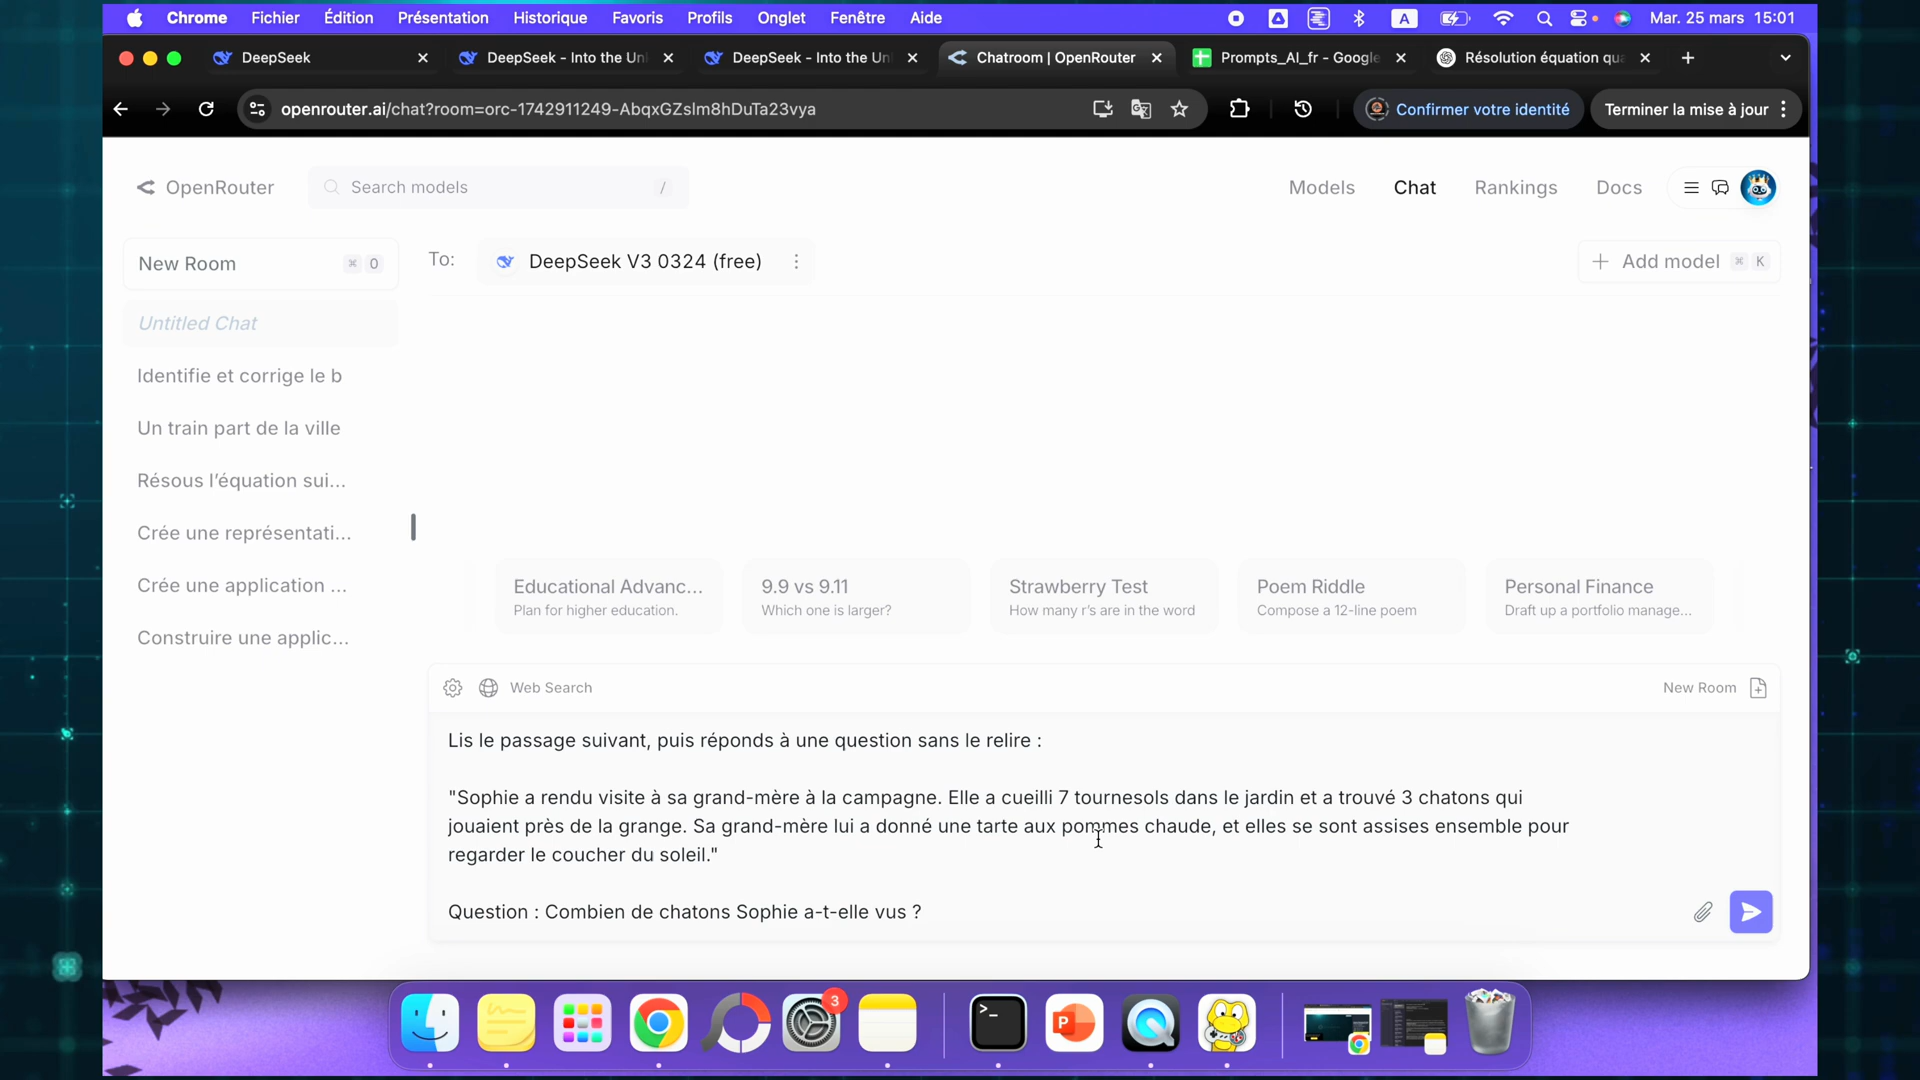 Chrome Fichier Édition Présentation Historique Favoris Profils Onglet Fenêtre Aide A Mar. 25 mars 15:01
DeepSeek DeepSeek - Into the Un DeepSeek - Into the Un Chatroom | OpenRouter Prompts_AI_fr - Google Résolution équation qua
openrouter.ai/chat?room=orc-1742911249-AbqxGZslm8hDuTa23vya Confirmer votre identité Terminer la mise à jour
OpenRouter Search models / Models Chat Rankings Docs
New Room ⌘ O To: DeepSeek V3 0324 (free) Add model ⌘ K
Untitled Chat
Identifie et corrige le b
Un train part de la ville
Résous l'équation sui...
Crée une représentati...
Crée une application ...
Construire une applic...
Educational Advanc... 9.9 vs 9.11 Strawberry Test Poem Riddle Personal Finance
Plan for higher education. Which one is larger? How many r's are in the word Compose a 12-line poem Draft up a portfolio manage...
Web Search New Room
Lis le passage suivant, puis réponds à une question sans le relire :
"Sophie a rendu visite à sa grand-mère à la campagne. Elle a cueilli 7 tournesols dans le jardin et a trouvé 3 chatons qui
jouaient près de la grange. Sa grand-mère lui a donné une tarte aux pommes chaude, et elles se sont assises ensemble pour
regarder le coucher du soleil."
Question : Combien de chatons Sophie a-t-elle vus ?
3
>_
P